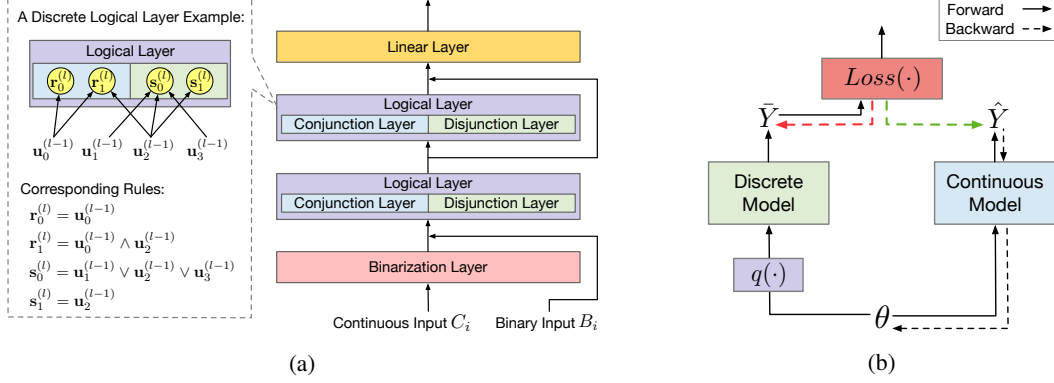 A Discrete Logical Layer Example:
Logical Layer
r_0^{(l)} r_1^{(l)} s_0^{(l)} s_1^{(l)}
u_0^{(l-1)} u_1^{(l-1)} u_2^{(l-1)} u_3^{(l-1)}
Corresponding Rules:
r_0^{(l)} = u_0^{(l-1)}
r_1^{(l)} = u_0^{(l-1)} ∧ u_2^{(l-1)}
s_0^{(l)} = u_1^{(l-1)} ∨ u_2^{(l-1)} ∨ u_3^{(l-1)}
s_1^{(l)} = u_2^{(l-1)}
Linear Layer
Logical Layer
Conjunction Layer Disjunction Layer
Logical Layer
Conjunction Layer Disjunction Layer
Binarization Layer
Continuous Input C_i Binary Input B_i
(a)
Forward
Backward
Loss(·)
Ȳ Ŷ
Discrete Model
Continuous Model
q(·)
θ
(b)